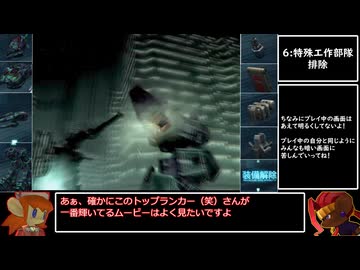 6:特殊工作部隊
排除
ちなみにプレイ中の画面は
あえて明るくしてないよ!
プレイ中の自分と同じように
みんなも暗い画面に
苦しんでいってね!
装備解除
あぁ、確かにこのトップランカー(笑)さんが
一番輝いてるムービーはよく見たいですよ